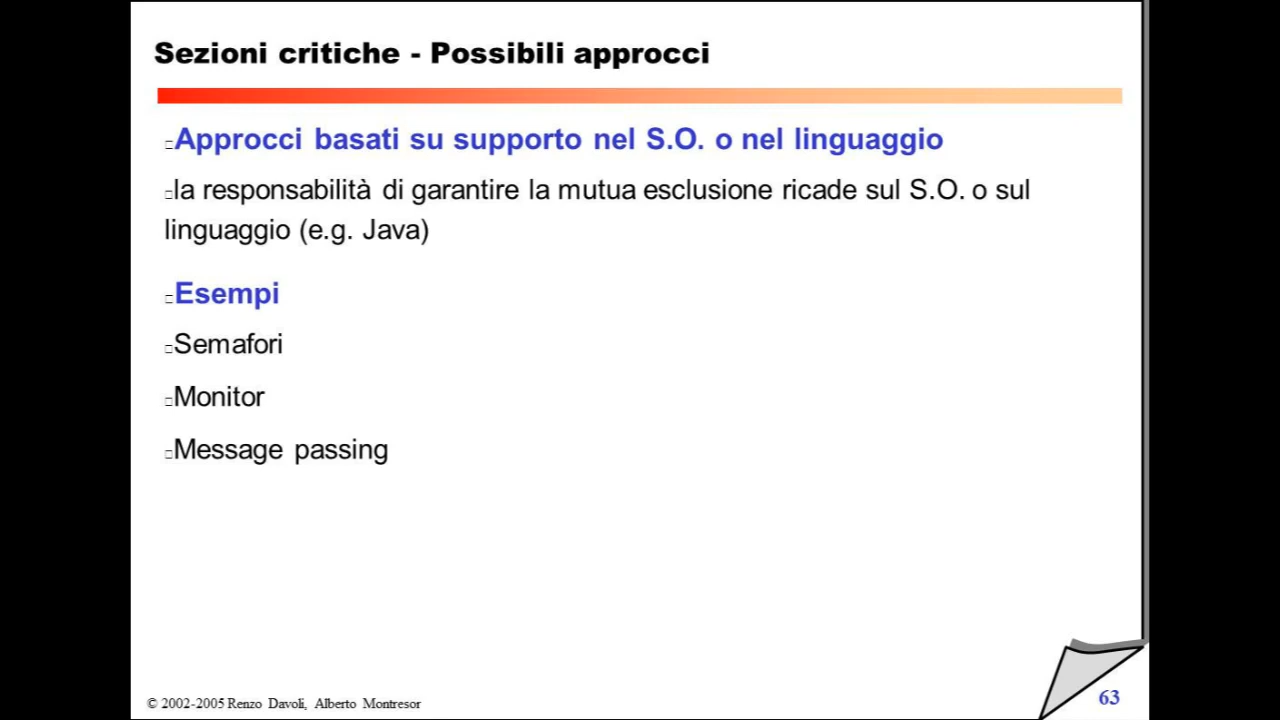 Sezioni critiche - Possibili approcci
Approcci basati su supporto nel S.O. o nel linguaggio
la responsabilità di garantire la mutua esclusione ricade sul S.O. o sul
linguaggio (e.g. Java)
Esempi
Semafori
Monitor
Message passing
© 2002-2005 Renzo Davoli, Alberto Montresor
63